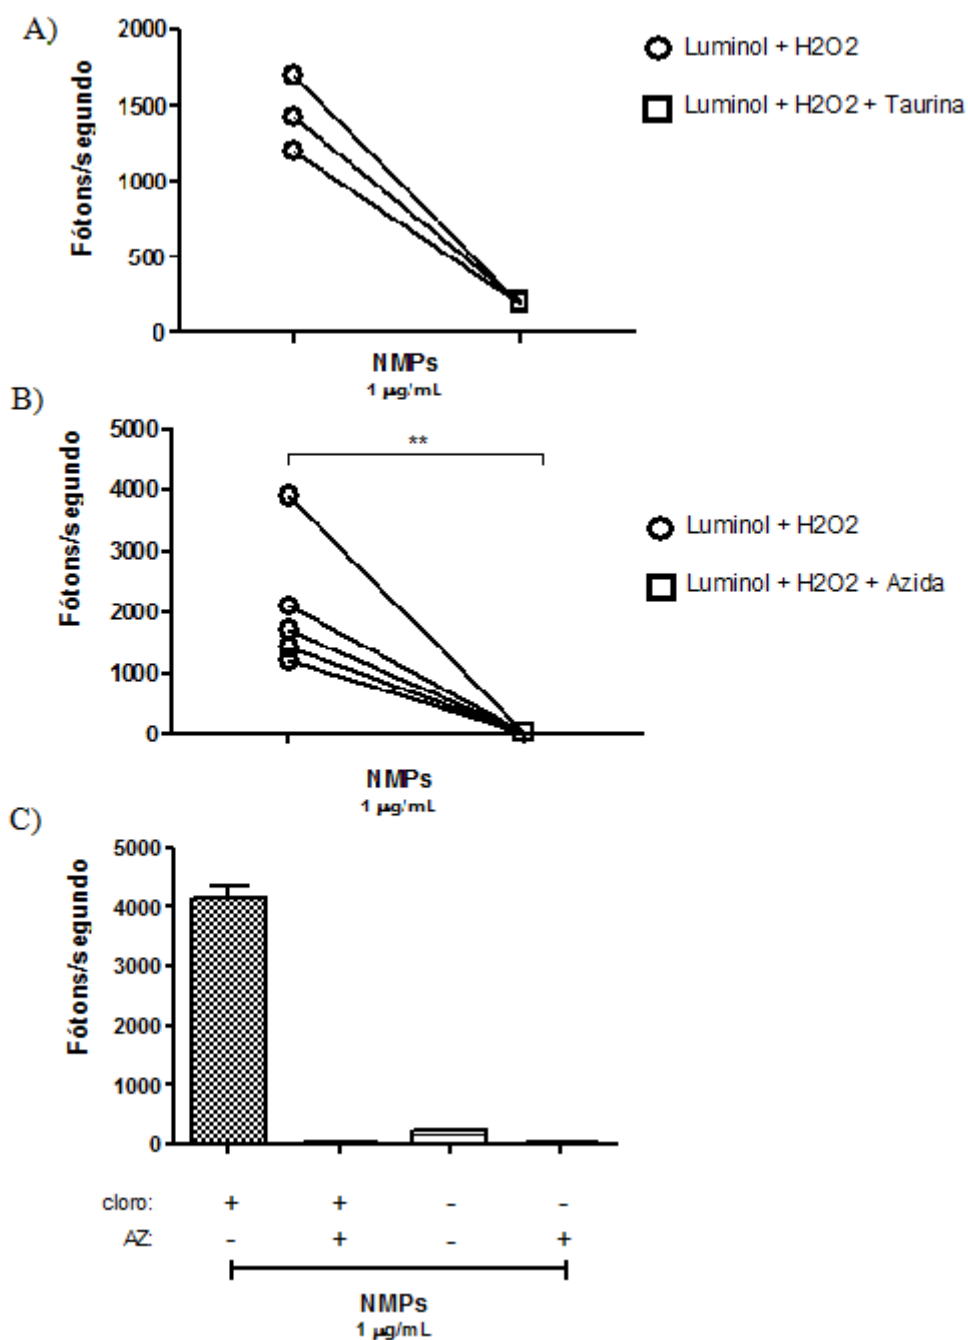 A)
2000
1500
1000
500
0
Fótons/segundo
Luminol + H2O2
Luminol + H2O2 + Taurina
NMPs
1 µg/mL
B)
5000
4000
3000
2000
1000
0
Fótons/segundo
**
Luminol + H2O2
Luminol + H2O2 + Azida
NMPs
1 µg/mL
C)
5000
4000
3000
2000
1000
0
Fótons/segundo
cloro: + + - -
AZ: - + - +
NMPs
1 µg/mL